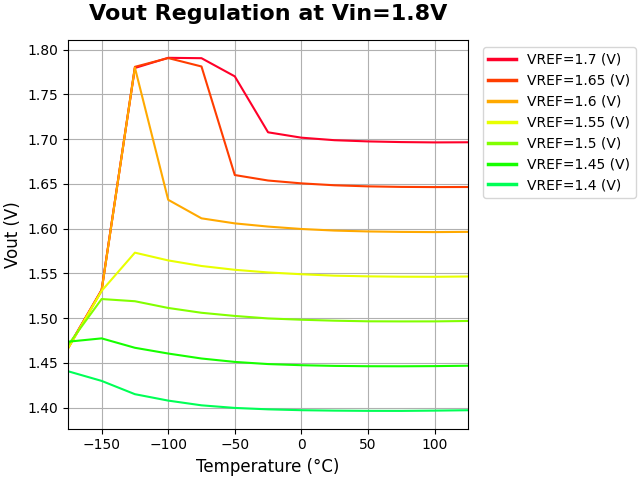 Vout Regulation at Vin=1.8V
Vout (V)
1.80
1.75
1.70
1.65
1.60
1.55
1.50
1.45
1.40
−150
−100
−50
0
50
100
Temperature (°C)
VREF=1.7 (V)
VREF=1.65 (V)
VREF=1.6 (V)
VREF=1.55 (V)
VREF=1.5 (V)
VREF=1.45 (V)
VREF=1.4 (V)